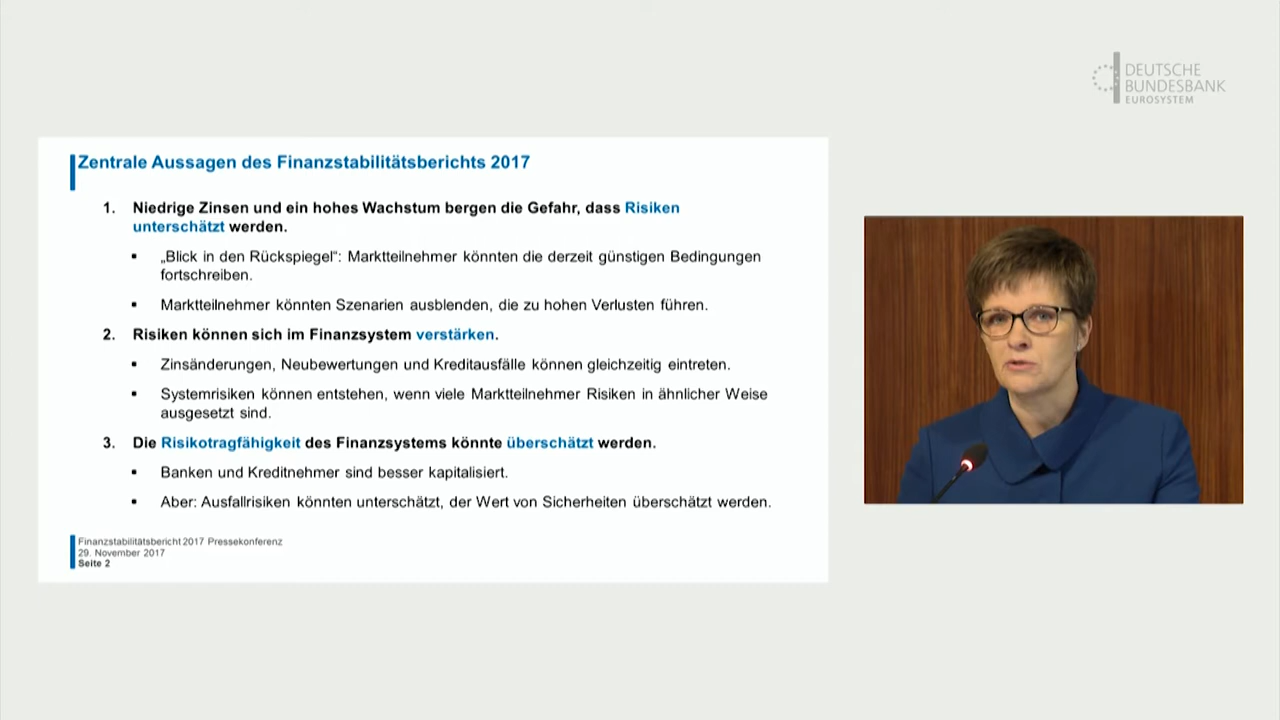 DEUTSCHE
BUNDESBANK
EUROSYSTEM
Zentrale Aussagen des Finanzstabilitätsberichts 2017
1. Niedrige Zinsen und ein hohes Wachstum bergen die Gefahr, dass Risiken
unterschätzt werden.
▪ „Blick in den Rückspiegel“: Marktteilnehmer könnten die derzeit günstigen Bedingungen
fortschreiben.
▪ Marktteilnehmer könnten Szenarien ausblenden, die zu hohen Verlusten führen.
2. Risiken können sich im Finanzsystem verstärken.
▪ Zinsänderungen, Neubewertungen und Kreditausfälle können gleichzeitig eintreten.
▪ Systemrisiken können entstehen, wenn viele Marktteilnehmer Risiken in ähnlicher Weise
ausgesetzt sind.
3. Die Risikotragfähigkeit des Finanzsystems könnte überschätzt werden.
▪ Banken und Kreditnehmer sind besser kapitalisiert.
▪ Aber: Ausfallrisiken könnten unterschätzt, der Wert von Sicherheiten überschätzt werden.
Finanzstabilitätsbericht 2017 Pressekonferenz
29. November 2017
Seite 2